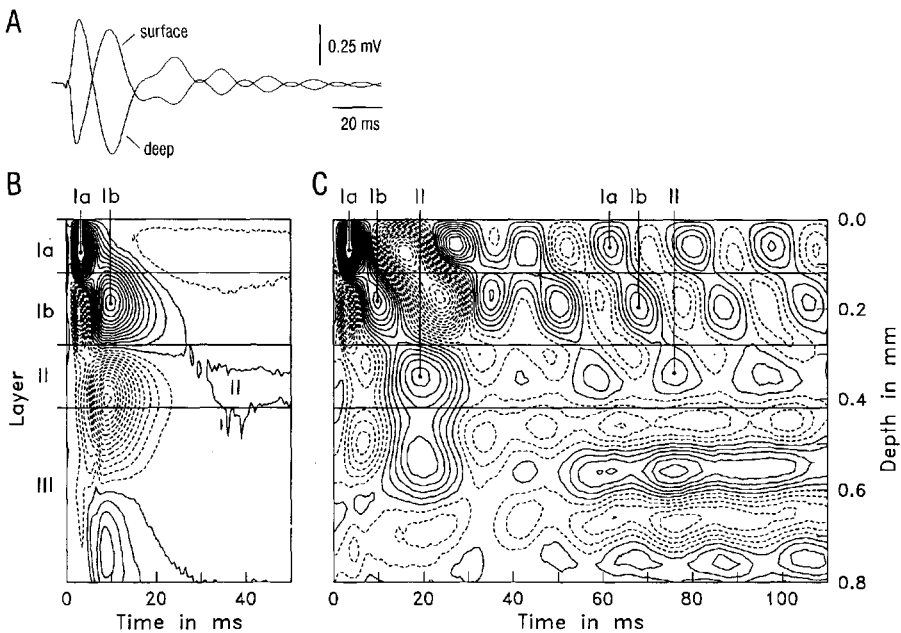 A
surface
0.25 mV
20 ms
deep
B
Ia Ib
C
Ia Ib II Ia Ib II
Layer
Ia
Ib
II
III
II
0.0
0.2
0.4
0.6
0.8
Depth in mm
0 20 40
Time in ms
0 20 40 60 80 100
Time in ms